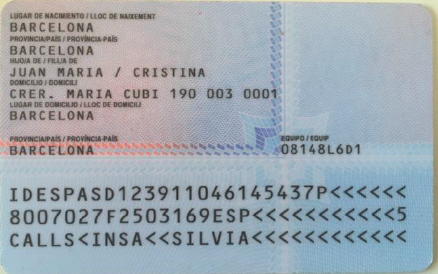 LUGAR DE NACIMIENTO / LLOC DE NAIXEMENT
BARCELONA
PROVINCIA/PAÍS / PROVÍNCIA-PAÍS
BARCELONA
HIJO/A DE / FILL/A DE
JUAN MARIA / CRISTINA
DOMICILIO / DOMICILI
CRER. MARIA CUBI 190 003 0001
LUGAR DE DOMICILIO / LLOC DE DOMICILI
BARCELONA
PROVINCIA/PAÍS / PROVÍNCIA-PAÍS
BARCELONA
EQUIPO / EQUIP
08148L6D1
IDESPASD1239110461454​37P<<<<<<
8007027F2503169ESP<<<<<<<<<<<5
CALLS<INSA<<SILVIA<<<<<<<<<<<<